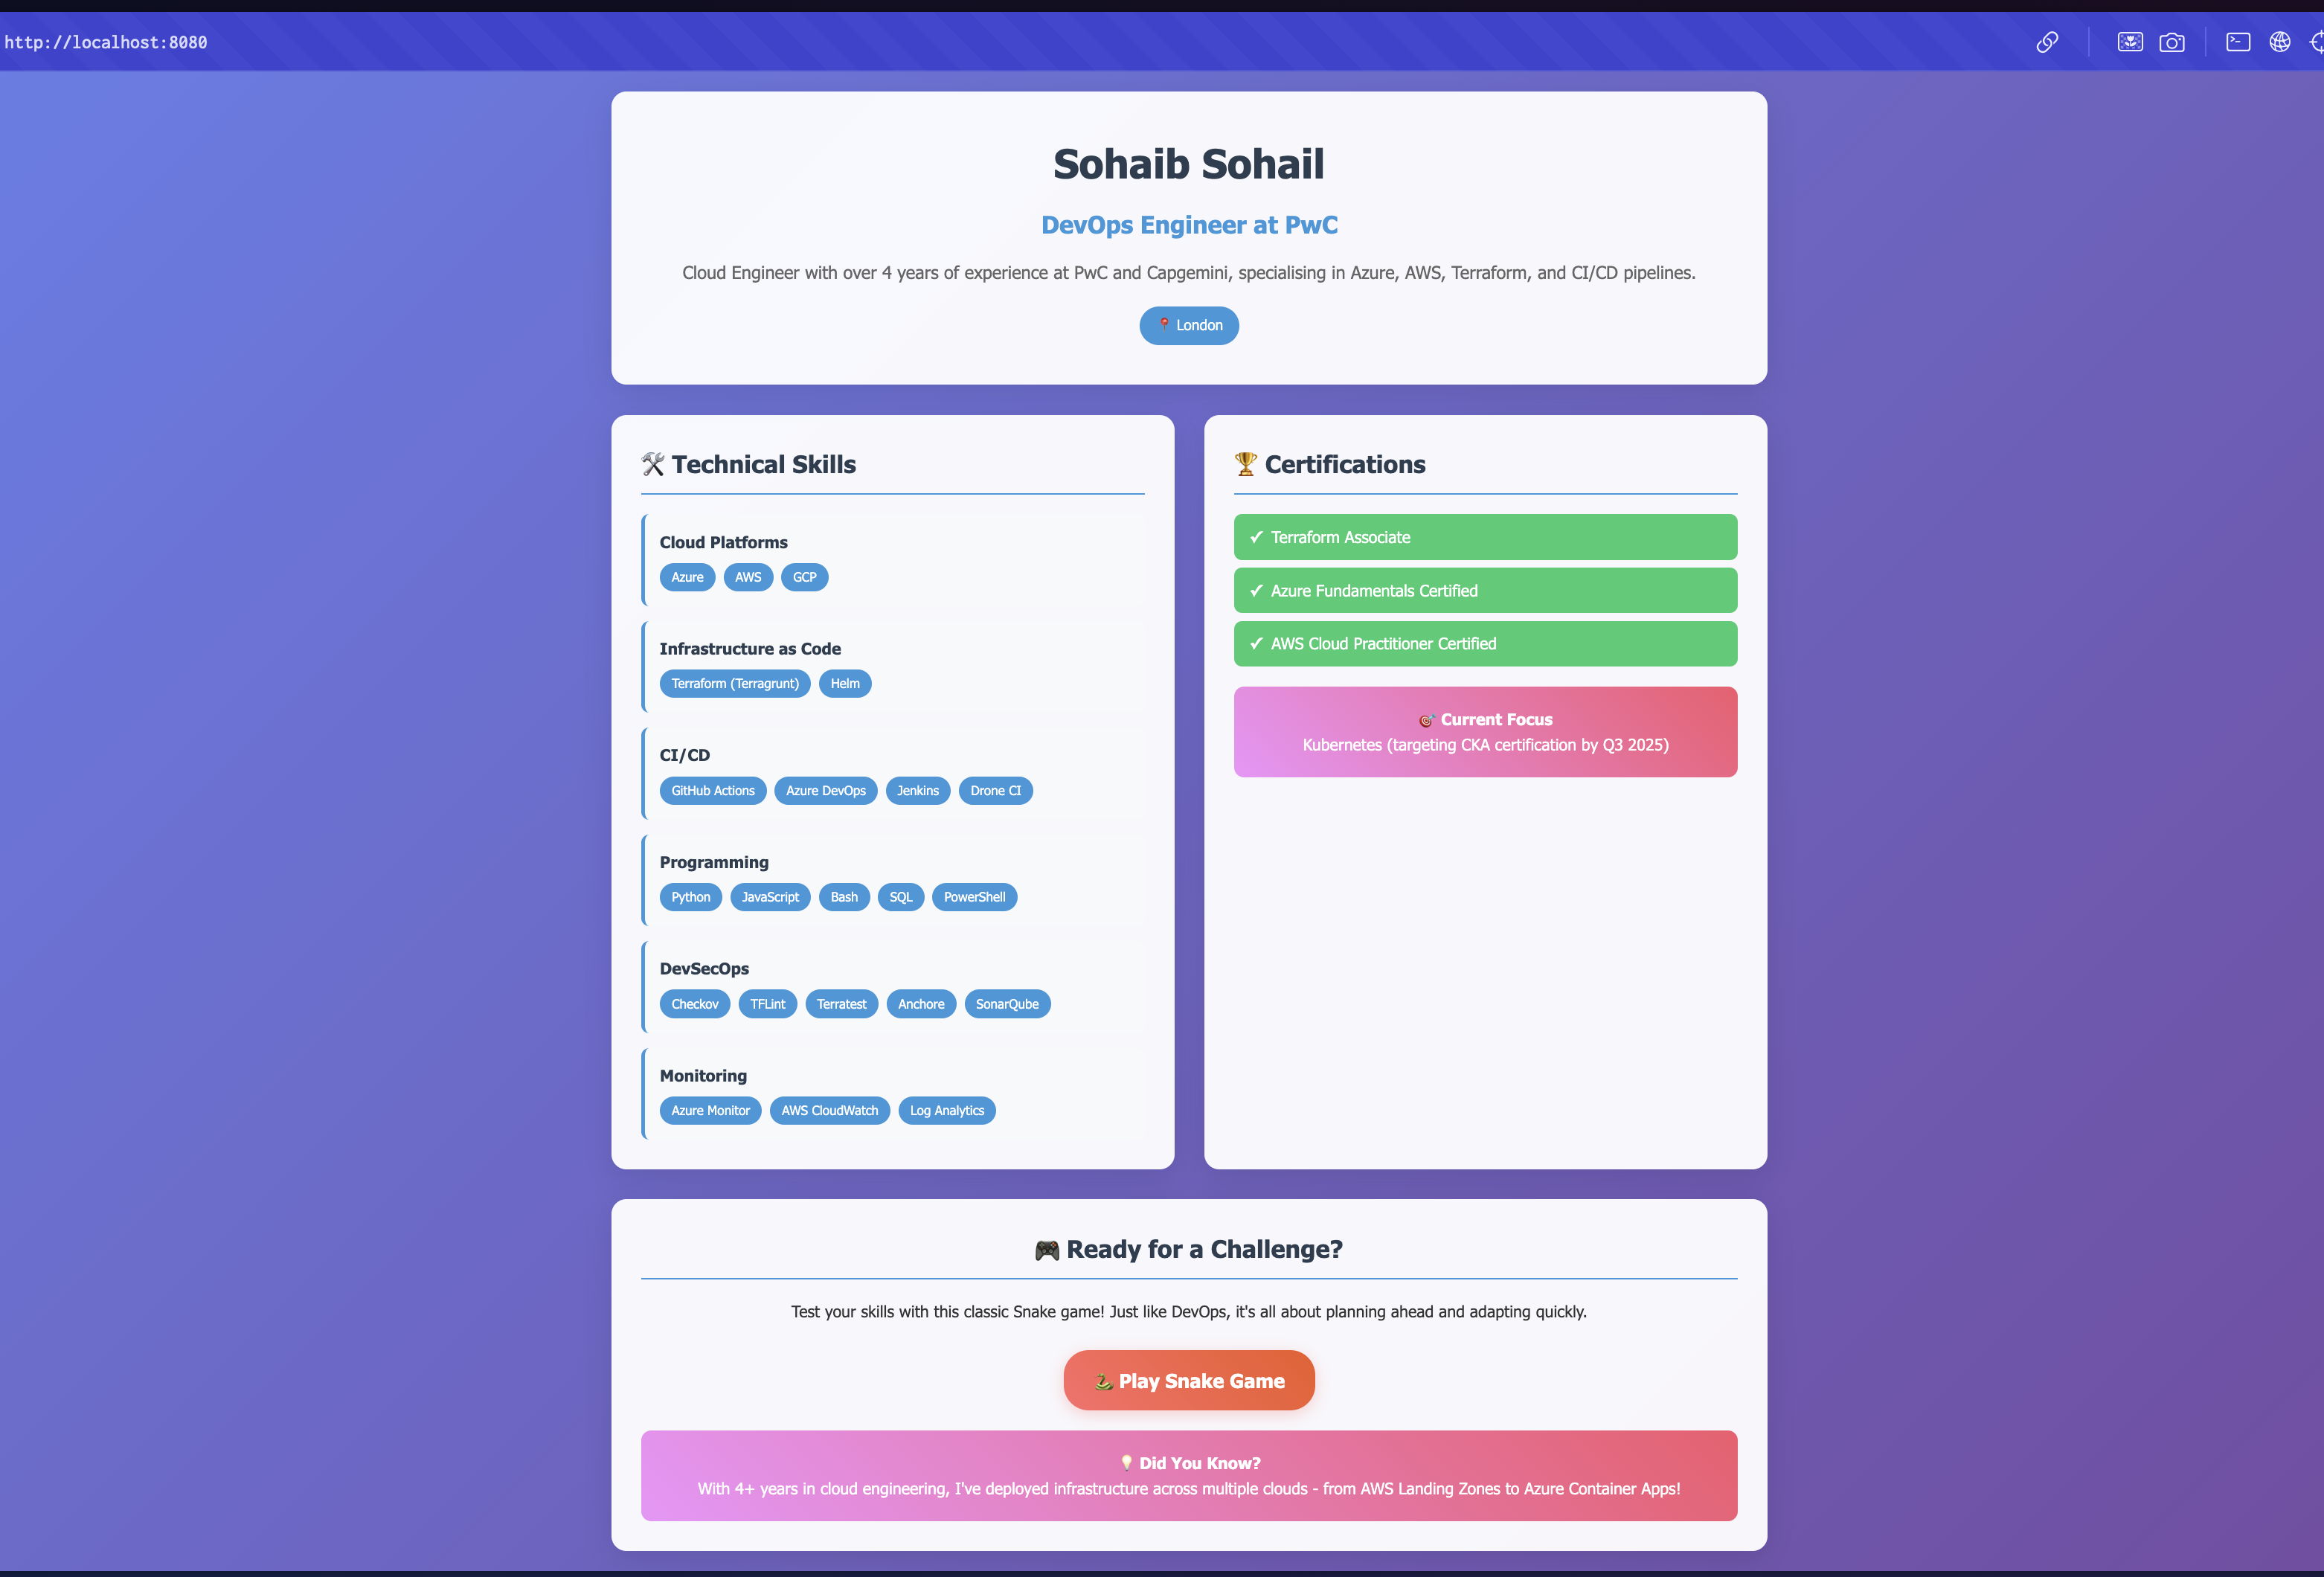 http://localhost:8080
Sohaib Sohail
DevOps Engineer at PwC
Cloud Engineer with over 4 years of experience at PwC and Capgemini, specialising in Azure, AWS, Terraform, and CI/CD pipelines.
📍 London
🛠️ Technical Skills
Cloud Platforms
Azure AWS GCP
Infrastructure as Code
Terraform (Terragrunt) Helm
CI/CD
GitHub Actions Azure DevOps Jenkins Drone CI
Programming
Python JavaScript Bash SQL PowerShell
DevSecOps
Checkov TFLint Terratest Anchore SonarQube
Monitoring
Azure Monitor AWS CloudWatch Log Analytics
🏆 Certifications
✓ Terraform Associate
✓ Azure Fundamentals Certified
✓ AWS Cloud Practitioner Certified
🎯 Current Focus
Kubernetes (targeting CKA certification by Q3 2025)
🎮 Ready for a Challenge?
Test your skills with this classic Snake game! Just like DevOps, it's all about planning ahead and adapting quickly.
🐍 Play Snake Game
💡 Did You Know?
With 4+ years in cloud engineering, I've deployed infrastructure across multiple clouds - from AWS Landing Zones to Azure Container Apps!